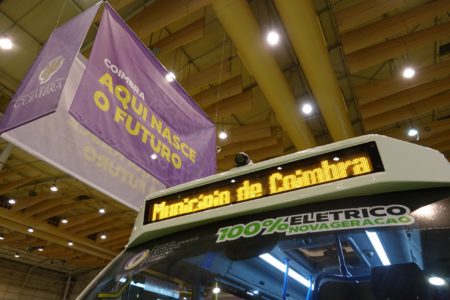 COIMBRA
COIMBRA
AQUI NASCE
O FUTURO
Município de Coimbra
100% ELÉTRICO
NOVA GERAÇÃO